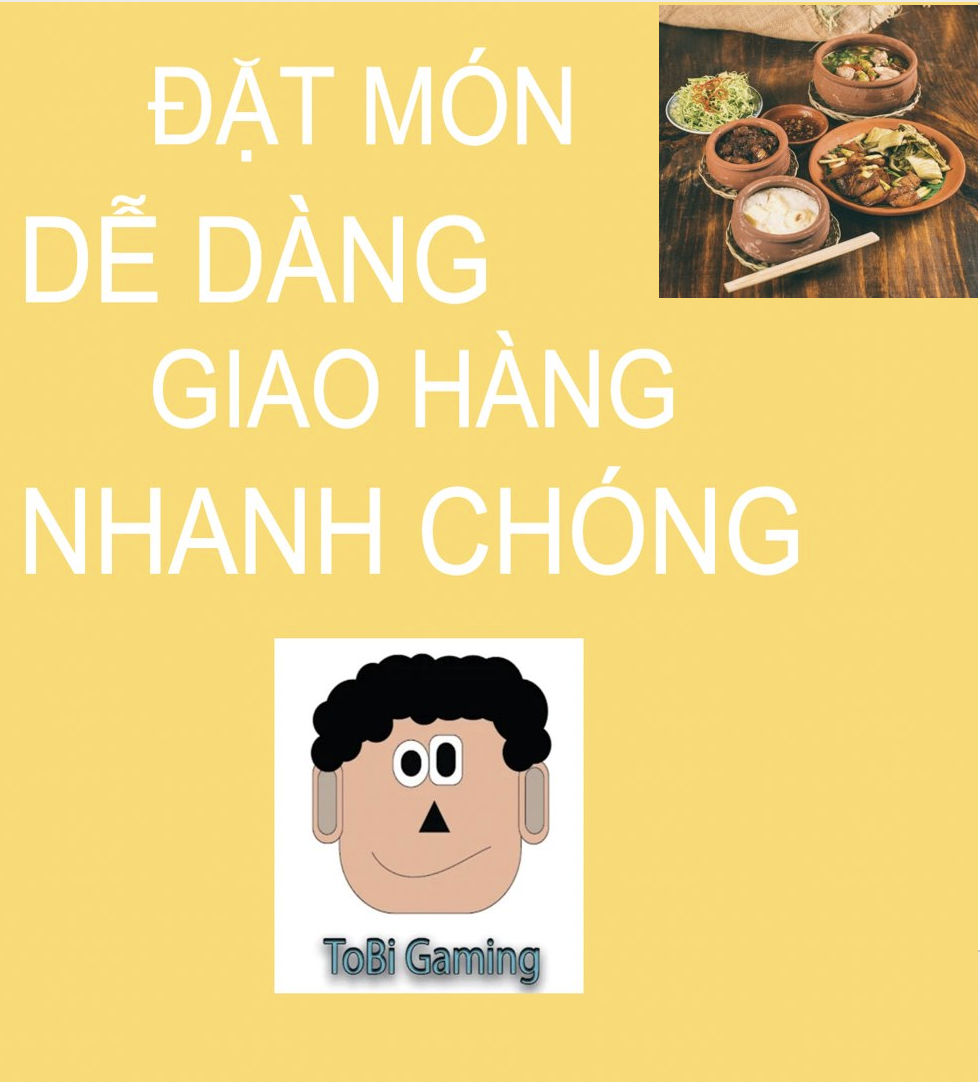 ĐẶT MÓN
DỄ DÀNG
GIAO HÀNG
NHANH CHÓNG
ToBi Gaming